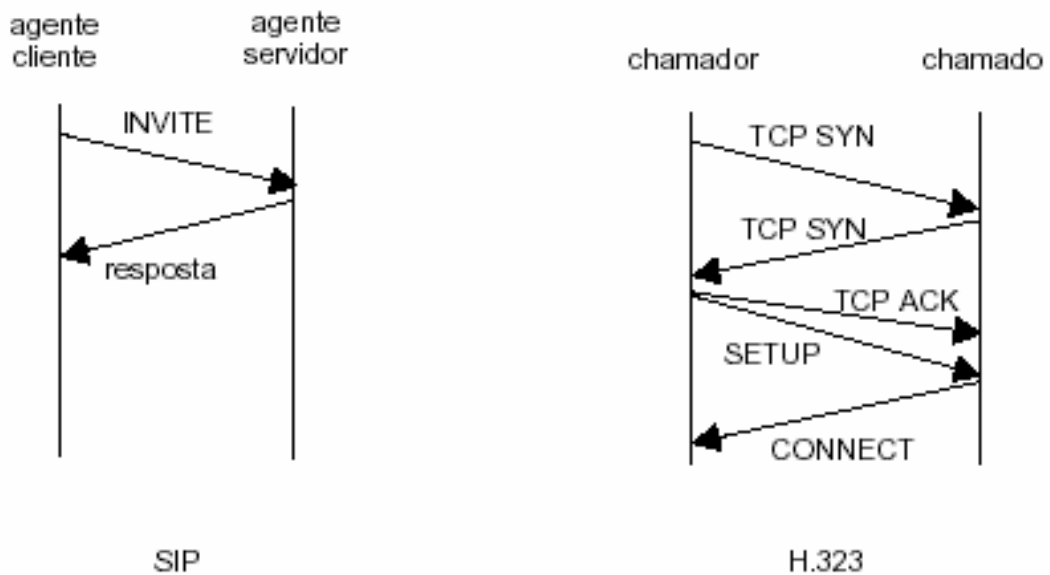 agente
cliente
agente
servidor
INVITE
resposta
SIP
chamador
chamado
TCP SYN
TCP SYN
TCP ACK
SETUP
CONNECT
H.323